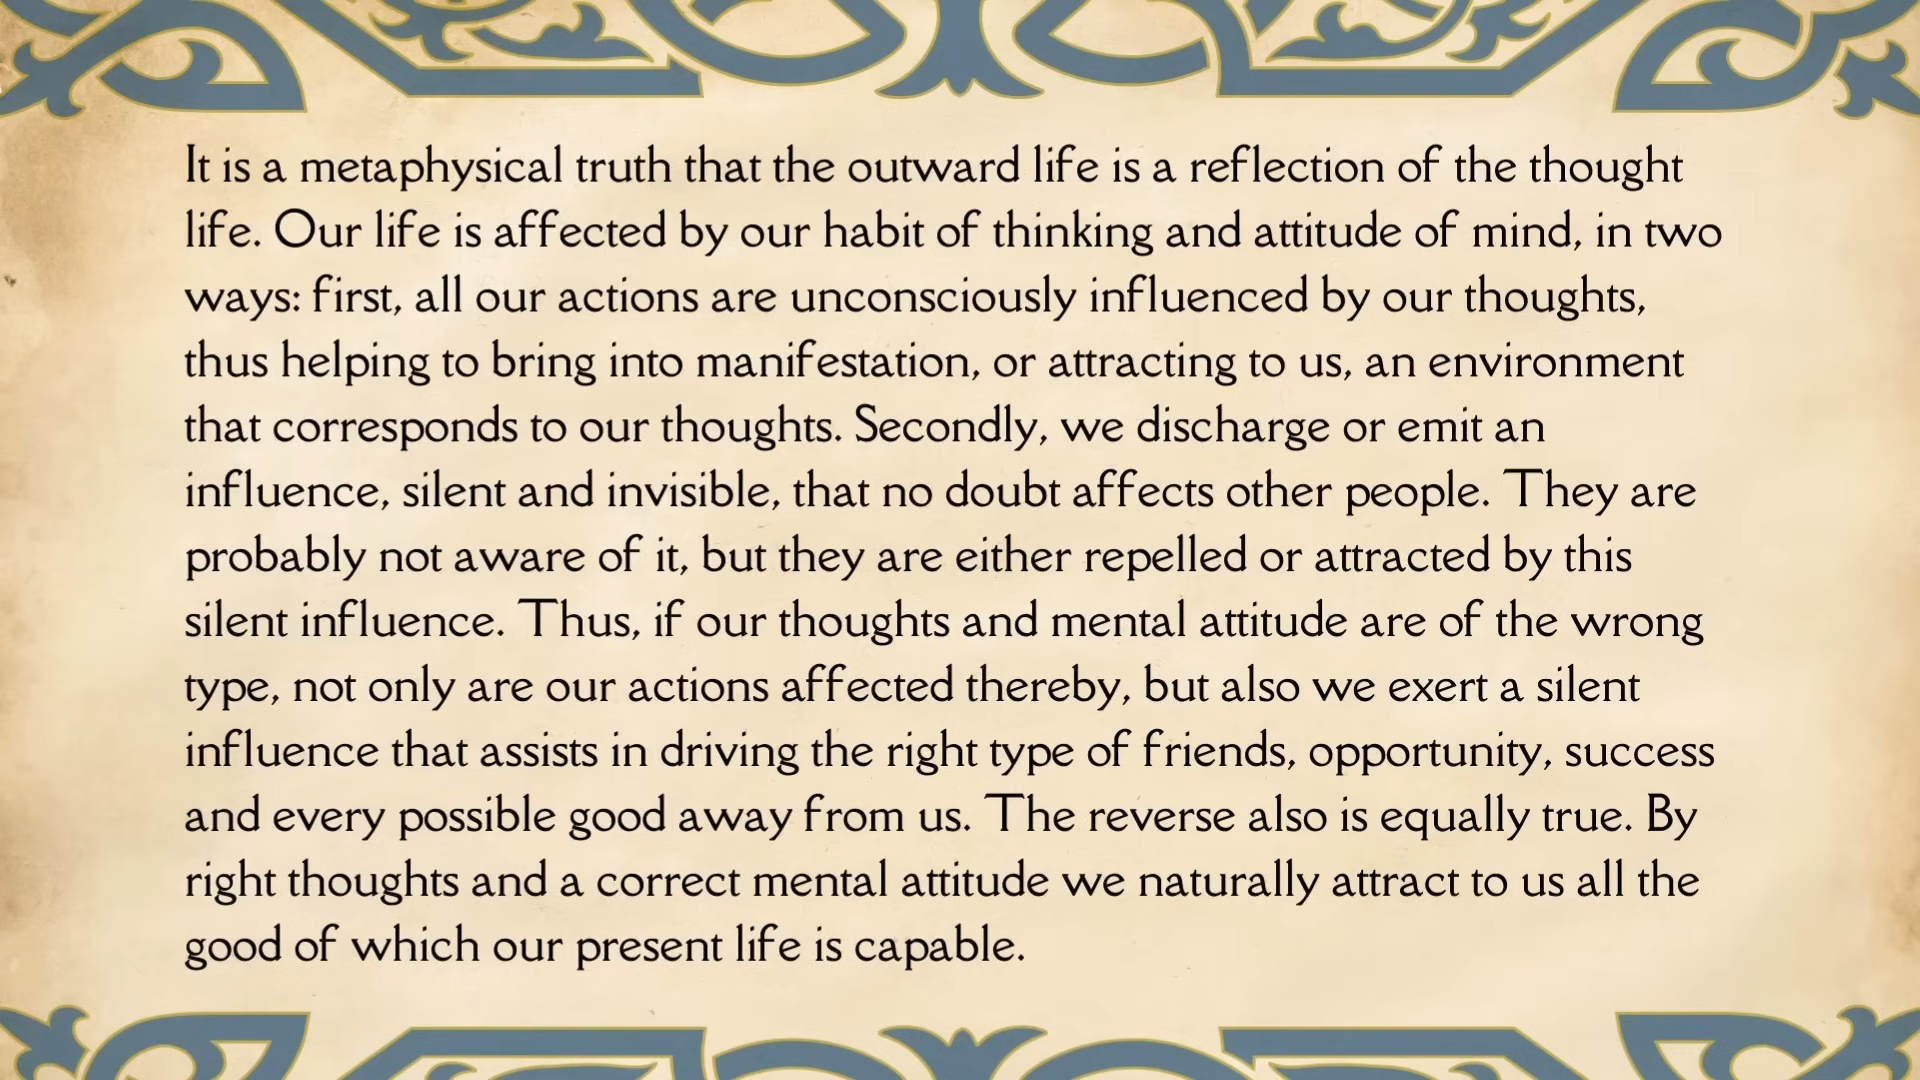 It is a metaphysical truth that the outward life is a reflection of the thought
life. Our life is affected by our habit of thinking and attitude of mind, in two
ways: first, all our actions are unconsciously influenced by our thoughts,
thus helping to bring into manifestation, or attracting to us, an environment
that corresponds to our thoughts. Secondly, we discharge or emit an
influence, silent and invisible, that no doubt affects other people. They are
probably not aware of it, but they are either repelled or attracted by this
silent influence. Thus, if our thoughts and mental attitude are of the wrong
type, not only are our actions affected thereby, but also we exert a silent
influence that assists in driving the right type of friends, opportunity, success
and every possible good away from us. The reverse also is equally true. By
right thoughts and a correct mental attitude we naturally attract to us all the
good of which our present life is capable.